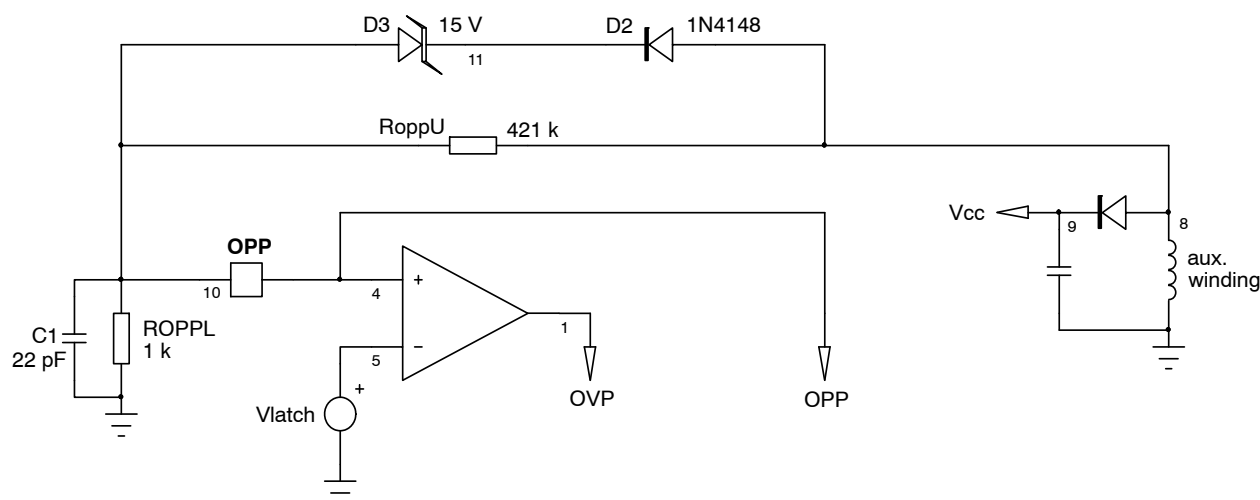 D3
15 V
D2
1N4148
11
RoppU
421 k
Vcc
9
8
OPP
aux.
winding
10
4
+
C1
22 pF
ROPPL
1 k
1
5
−
+
Vlatch
OVP
OPP